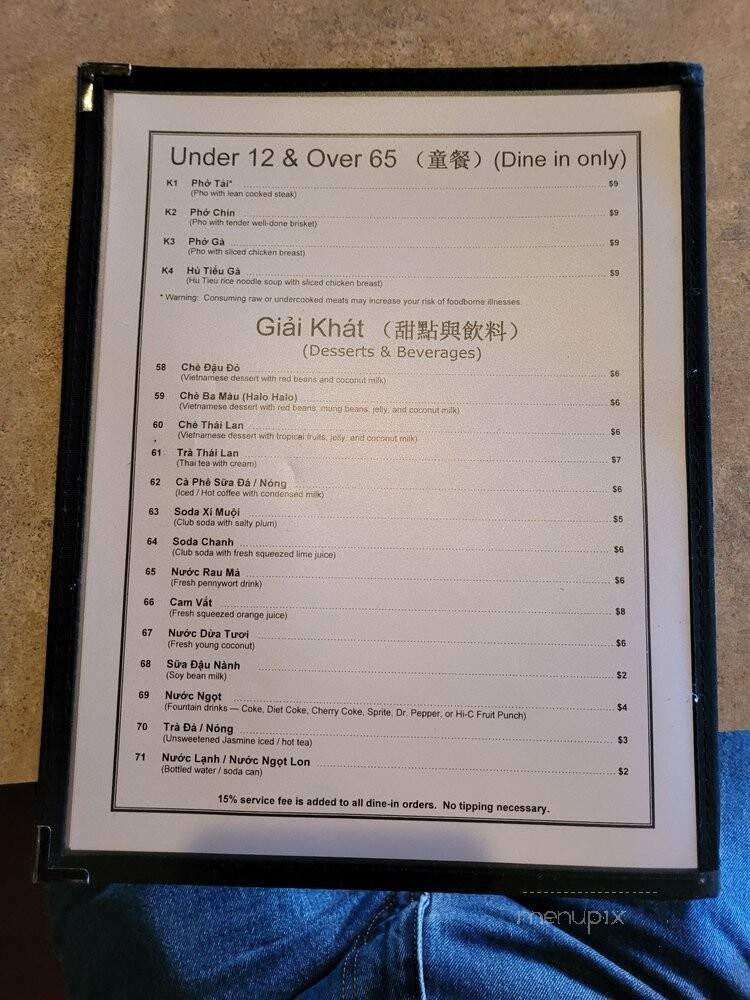 Under 12 & Over 65 （童餐）(Dine in only)
K1 Phở Tái* $9
(Pho with lean cooked steak)
K2 Phở Chín $9
(Pho with tender well-done brisket)
K3 Phở Gà $9
(Pho with sliced chicken breast)
K4 Hủ Tiếu Gà $9
(Hu Tieu rice noodle soup with sliced chicken breast)
* Warning: Consuming raw or undercooked meats may increase your risk of foodborne illnesses.
Giải Khát （甜點與飲料）
(Desserts & Beverages)
58 Chè Đậu Đỏ $6
(Vietnamese dessert with red beans and coconut milk)
59 Chè Ba Màu (Halo Halo) $6
(Vietnamese dessert with red beans, mung beans, jelly, and coconut milk)
60 Chè Thái Lan $6
(Vietnamese dessert with tropical fruits, jelly, and coconut milk)
61 Trà Thái Lan $7
(Thai tea with cream)
62 Cà Phê Sữa Đá / Nóng $6
(Iced / Hot coffee with condensed milk)
63 Soda Xí Muội $5
(Club soda with salty plum)
64 Soda Chanh $6
(Club soda with fresh squeezed lime juice)
65 Nước Rau Má $6
(Fresh pennywort drink)
66 Cam Vắt $8
(Fresh squeezed orange juice)
67 Nước Dừa Tươi $6
(Fresh young coconut)
68 Sữa Đậu Nành $2
(Soy bean milk)
69 Nước Ngọt $4
(Fountain drinks — Coke, Diet Coke, Cherry Coke, Sprite, Dr. Pepper, or Hi-C Fruit Punch)
70 Trà Đá / Nóng $3
(Unsweetened Jasmine iced / hot tea)
71 Nước Lạnh / Nước Ngọt Lon $2
(Bottled water / soda can)
15% service fee is added to all dine-in orders. No tipping necessary.
menupix